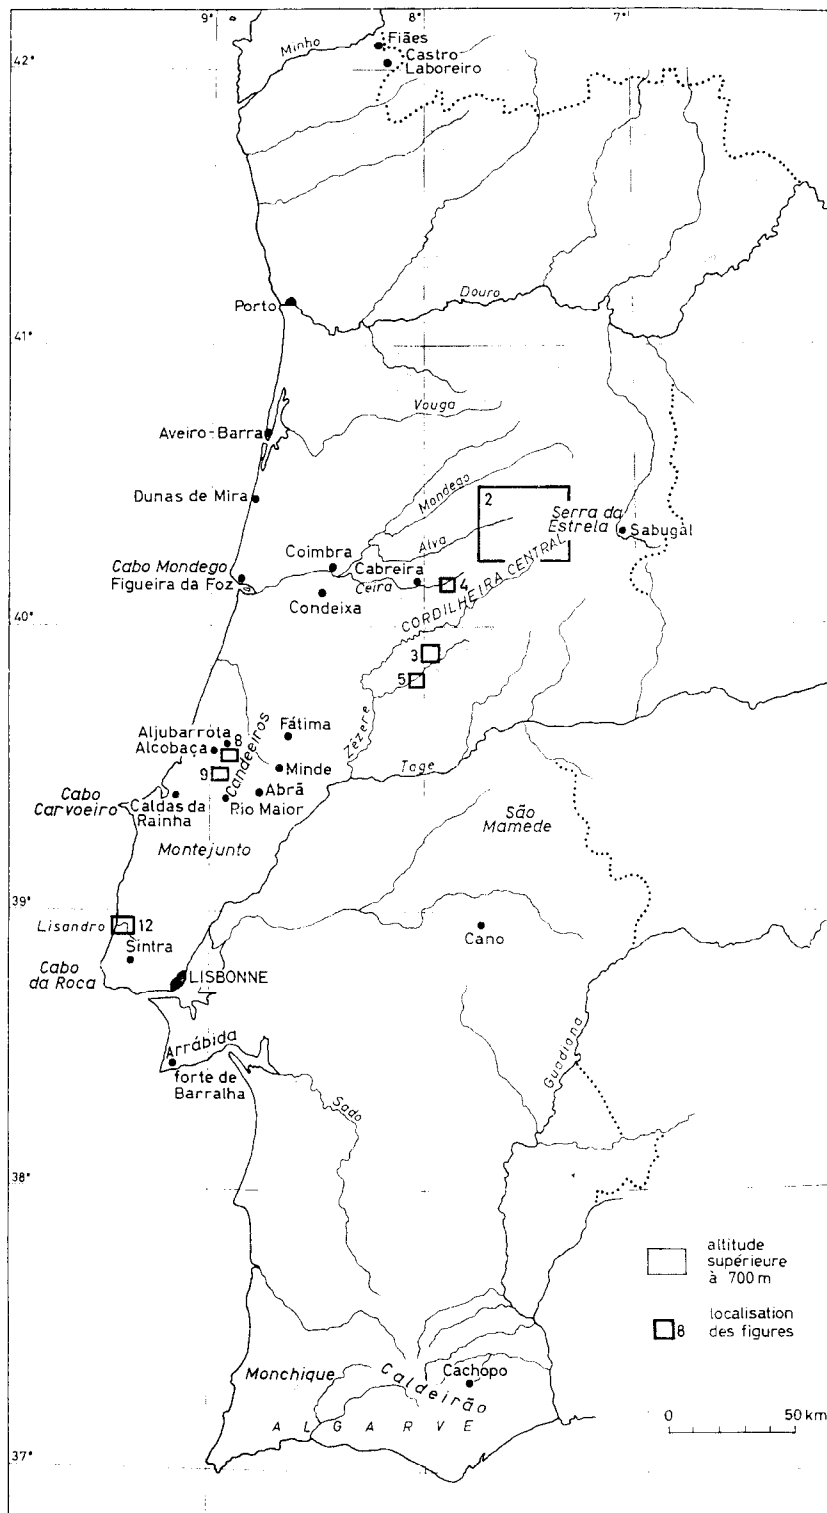 9°
8°
7°
Fiães
Minho
Castro
Laboreiro
42°
Douro
Porto
41°
Vouga
Aveiro-Barra
Mondego
2
Dunas de Mira
Serra da
Estrela
Sabugal
Alva
Coimbra
Cabo Mondego
Cabreira
Figueira da Foz
Ceira
4
CORDILHEIRA CENTRAL
Condeixa
40°
3
5
Zézere
Fátima
Aljubarrota
8
Alcobaça
Candeeiros
Minde
9
Tage
Abrã
Cabo
Carvoeiro
Caldas da
Rainha
Rio Maior
São
Mamede
Montejunto
39°
Lisandro
12
Cano
Sintra
Cabo
da Roca
LISBONNE
Guadiana
Arrábida
forte de
Barralha
Sado
38°
altitude
supérieure
à 700 m
localisation
des figures
8
Monchique
Caldeirão
Cachopo
ALGARVE
0
50 km
37°